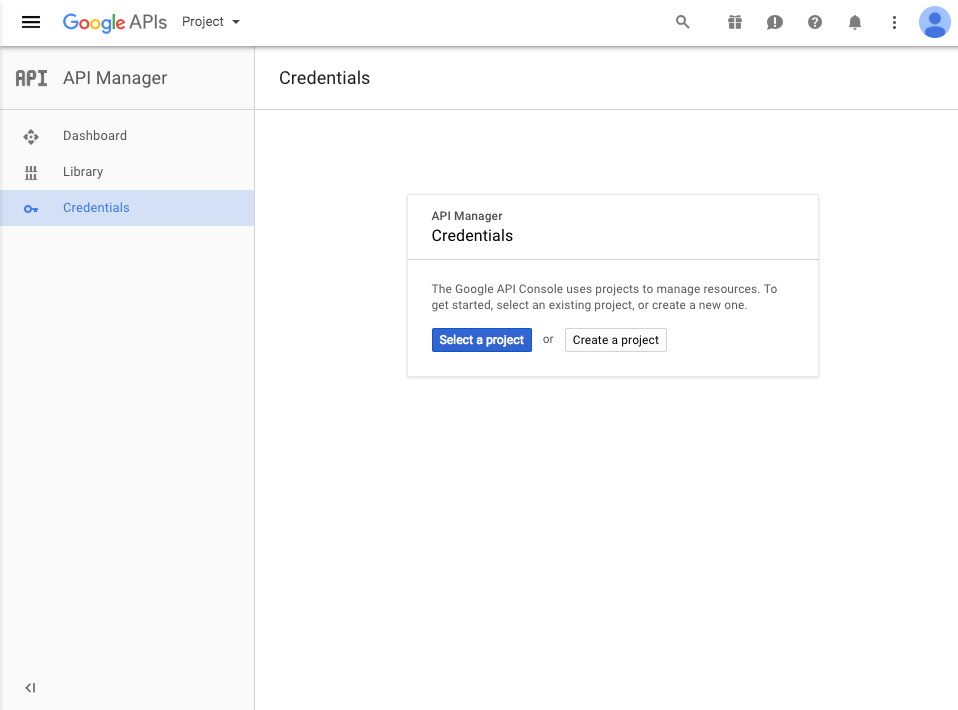 Google APIs Project
API API Manager
Credentials
Dashboard
Library
Credentials
API Manager
Credentials
The Google API Console uses projects to manage resources. To
get started, select an existing project, or create a new one.
Select a project or Create a project